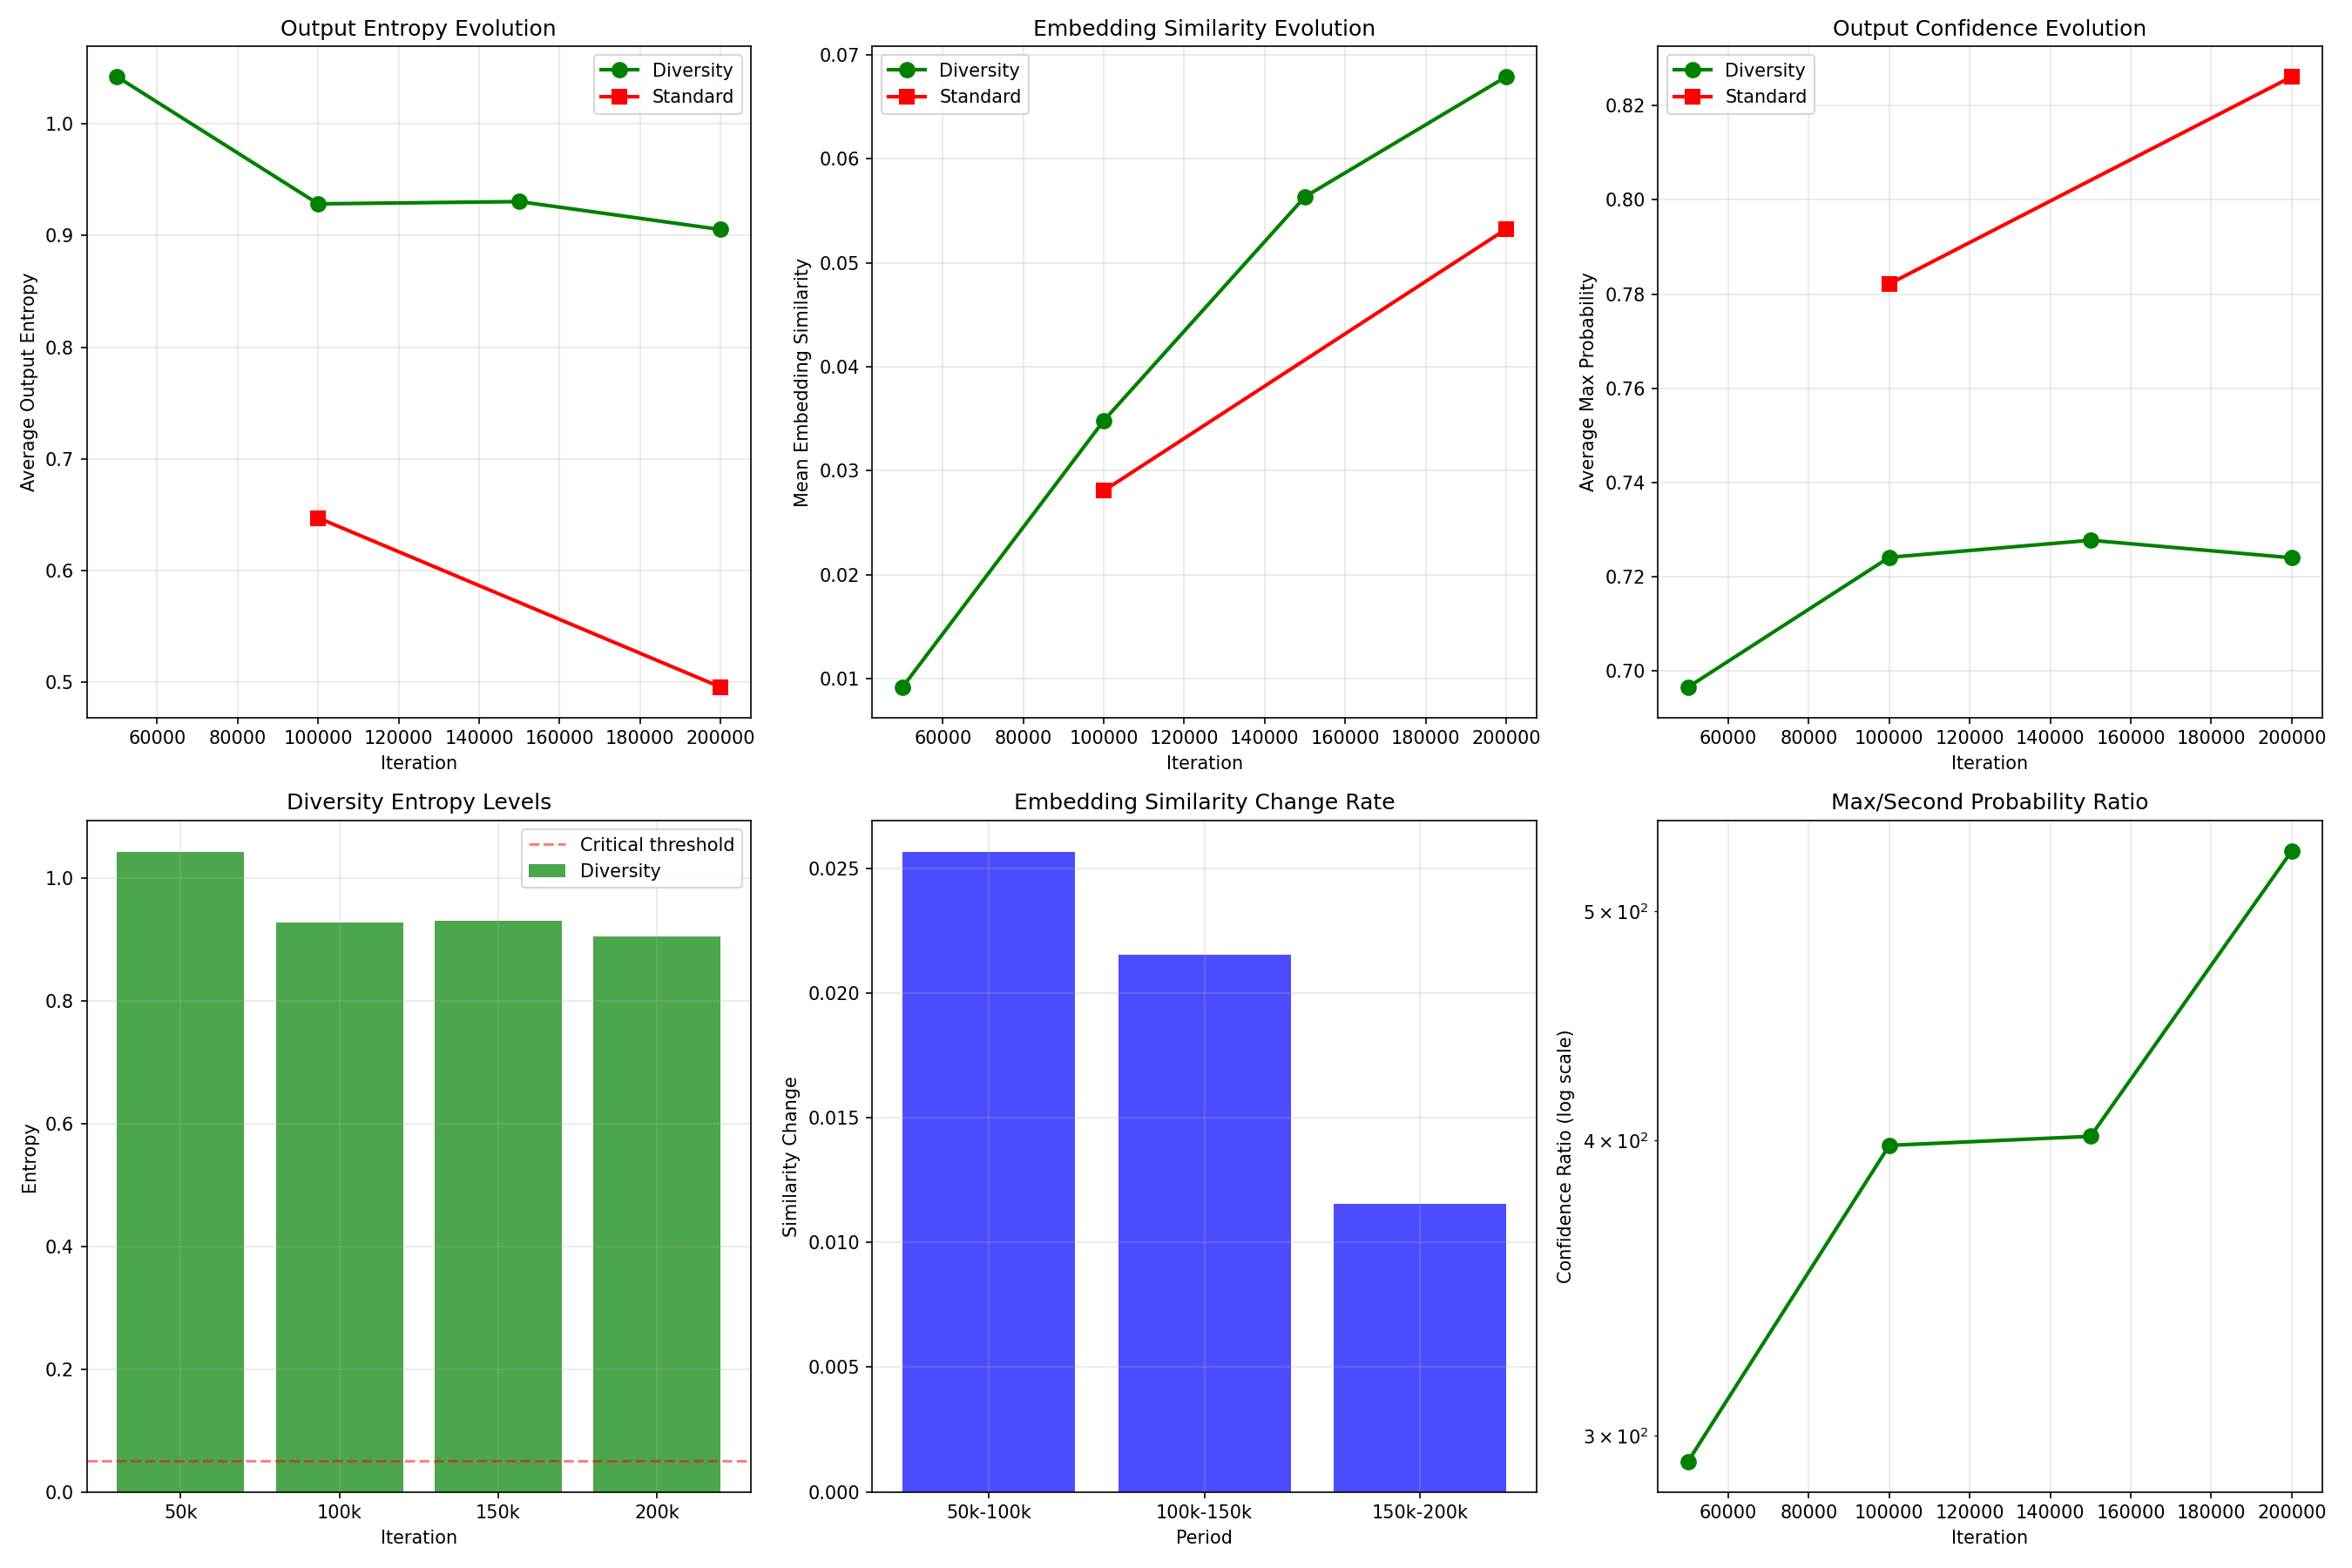 Output Entropy Evolution
Diversity
Standard
Average Output Entropy
1.0
0.9
0.8
0.7
0.6
0.5
60000 80000 100000 120000 140000 160000 180000 200000
Iteration
Embedding Similarity Evolution
Diversity
Standard
Mean Embedding Similarity
0.07
0.06
0.05
0.04
0.03
0.02
0.01
60000 80000 100000 120000 140000 160000 180000 200000
Iteration
Output Confidence Evolution
Diversity
Standard
Average Max Probability
0.82
0.80
0.78
0.76
0.74
0.72
0.70
60000 80000 100000 120000 140000 160000 180000 200000
Iteration
Diversity Entropy Levels
Critical threshold
Diversity
Entropy
1.0
0.8
0.6
0.4
0.2
0.0
50k 100k 150k 200k
Iteration
Embedding Similarity Change Rate
Similarity Change
0.025
0.020
0.015
0.010
0.005
0.000
50k-100k 100k-150k 150k-200k
Period
Max/Second Probability Ratio
Confidence Ratio (log scale)
5 × 10²
4 × 10²
3 × 10²
60000 80000 100000 120000 140000 160000 180000 200000
Iteration